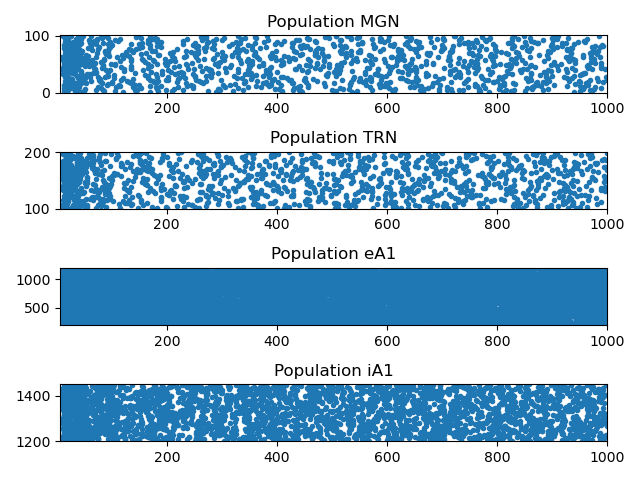 Population MGN
100
0
200 400 600 800 1000
Population TRN
200
100
200 400 600 800 1000
Population eA1
1000
500
200 400 600 800 1000
Population iA1
1400
1200
200 400 600 800 1000